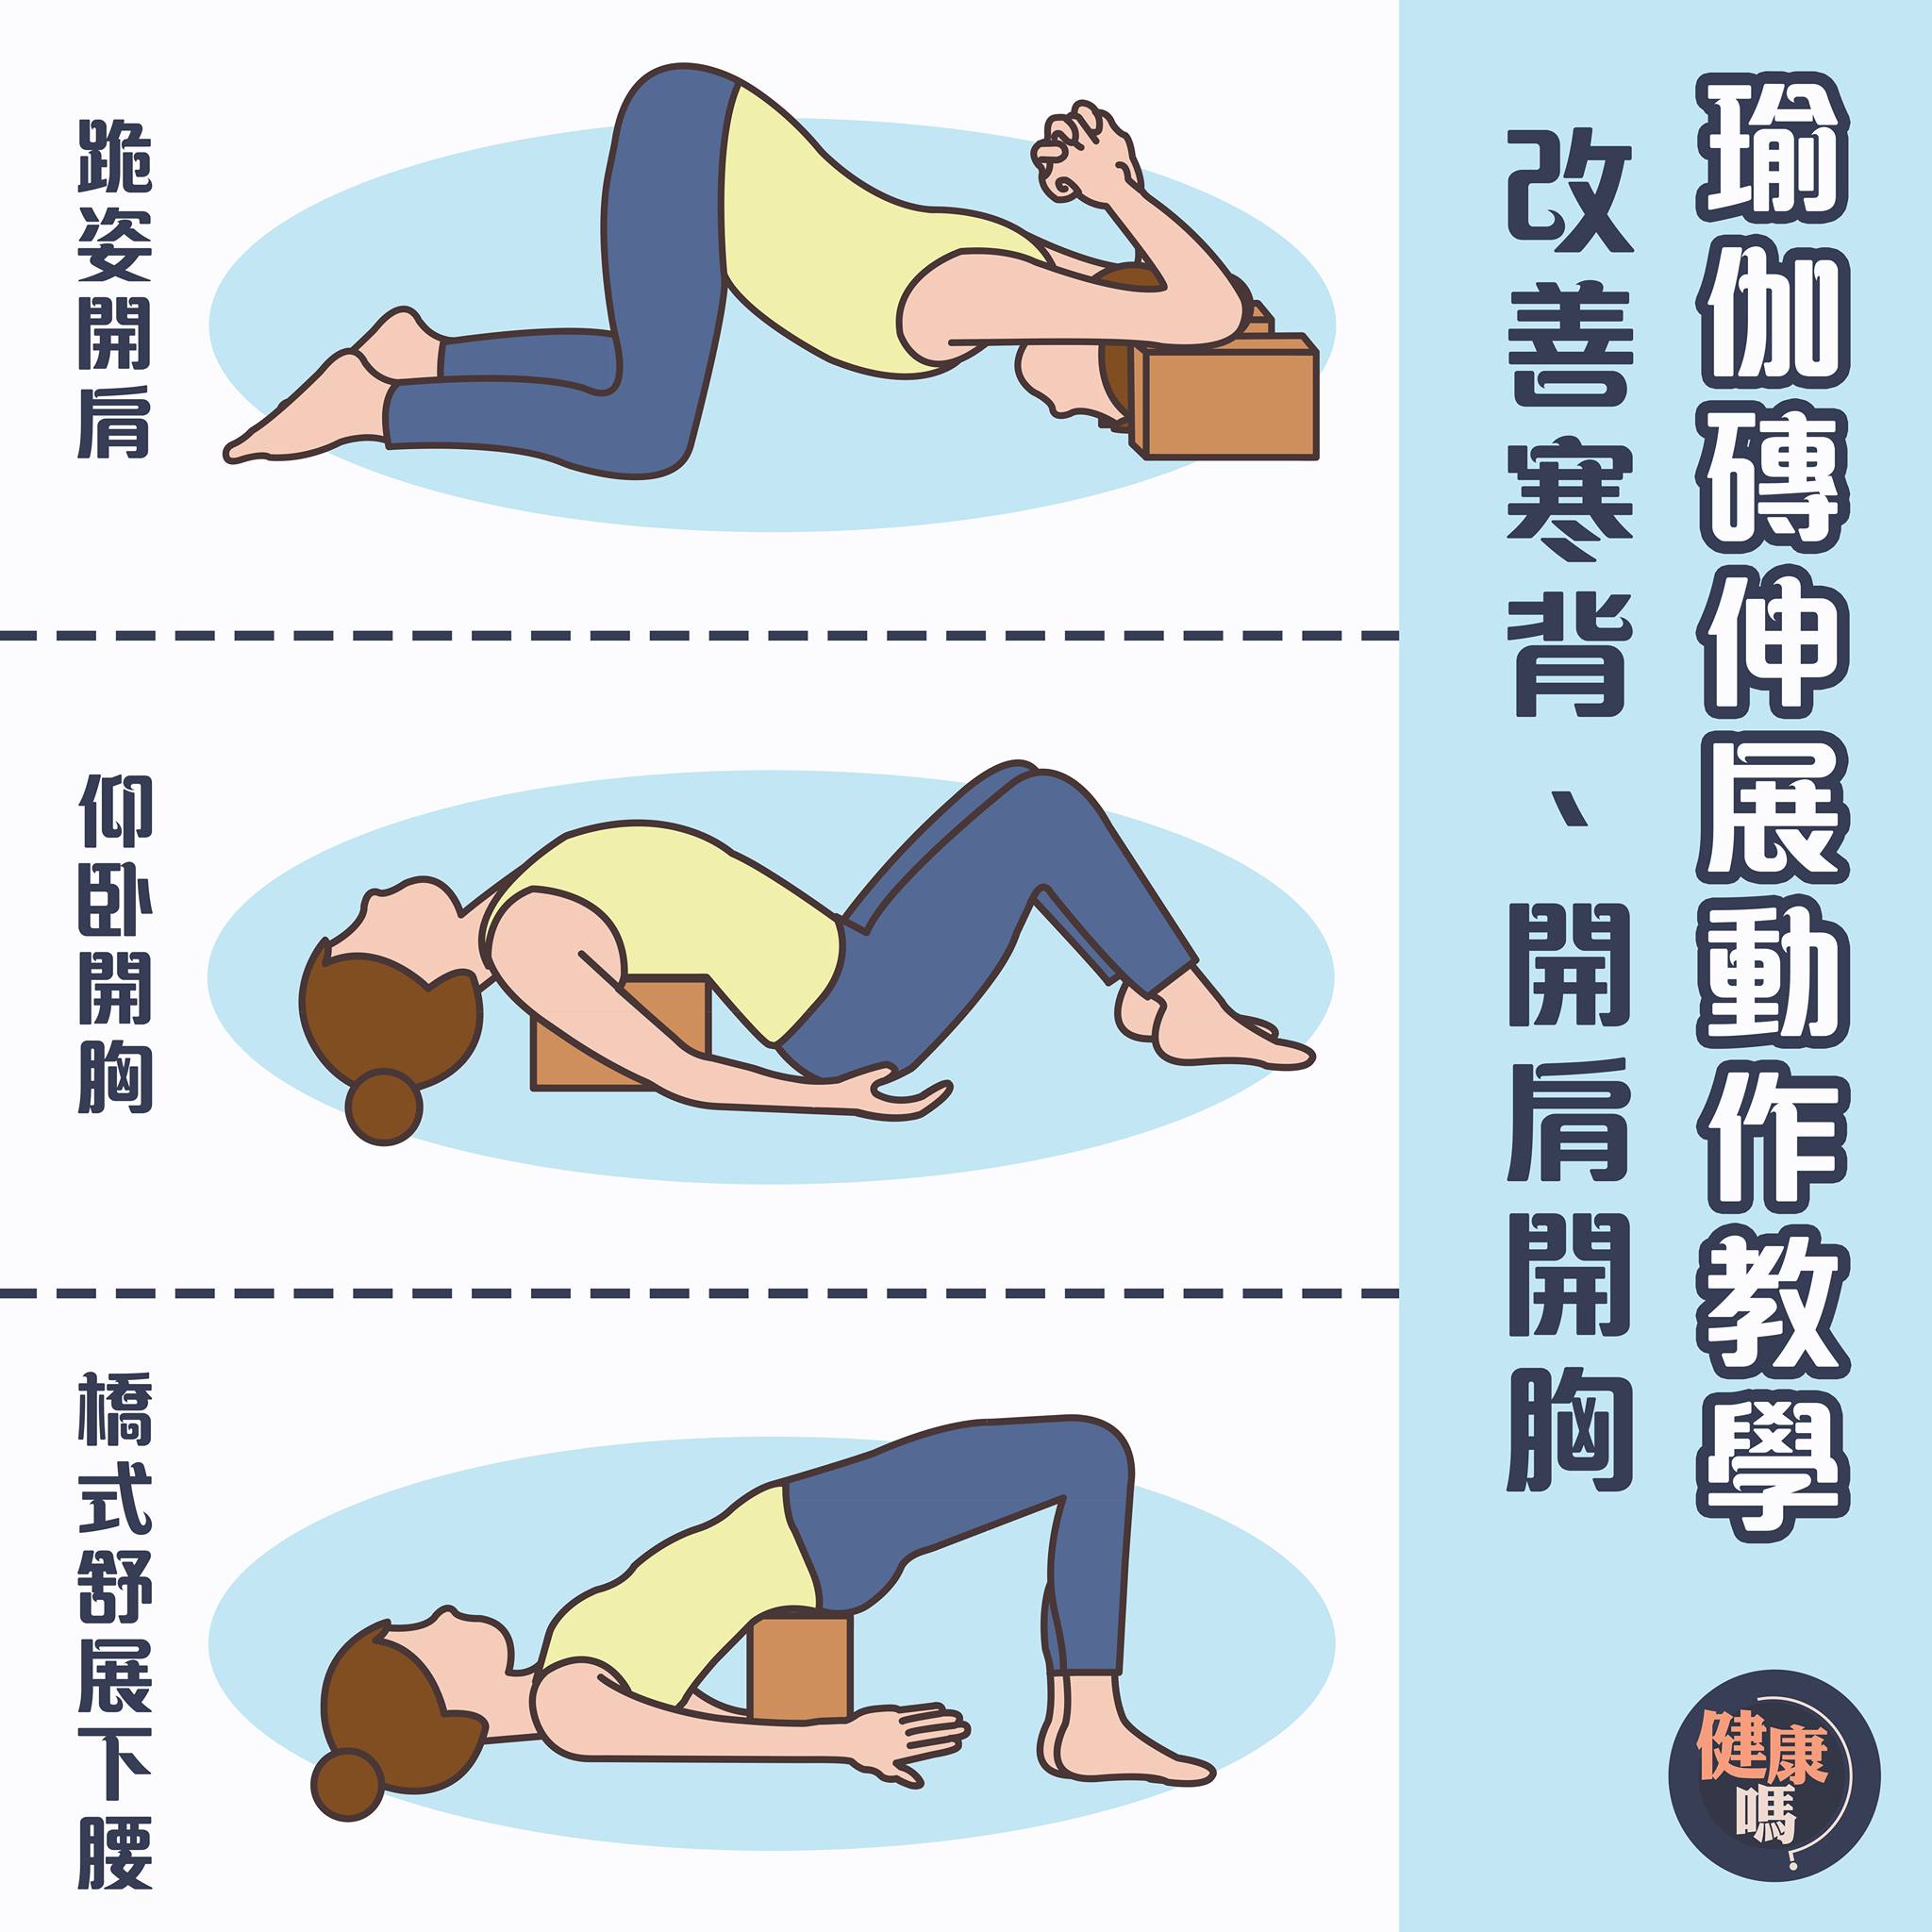 瑜伽磚伸展動作教學
改善寒背、開肩開胸
跪姿開肩
仰卧開胸
橋式舒展下腰
健康
嗎?